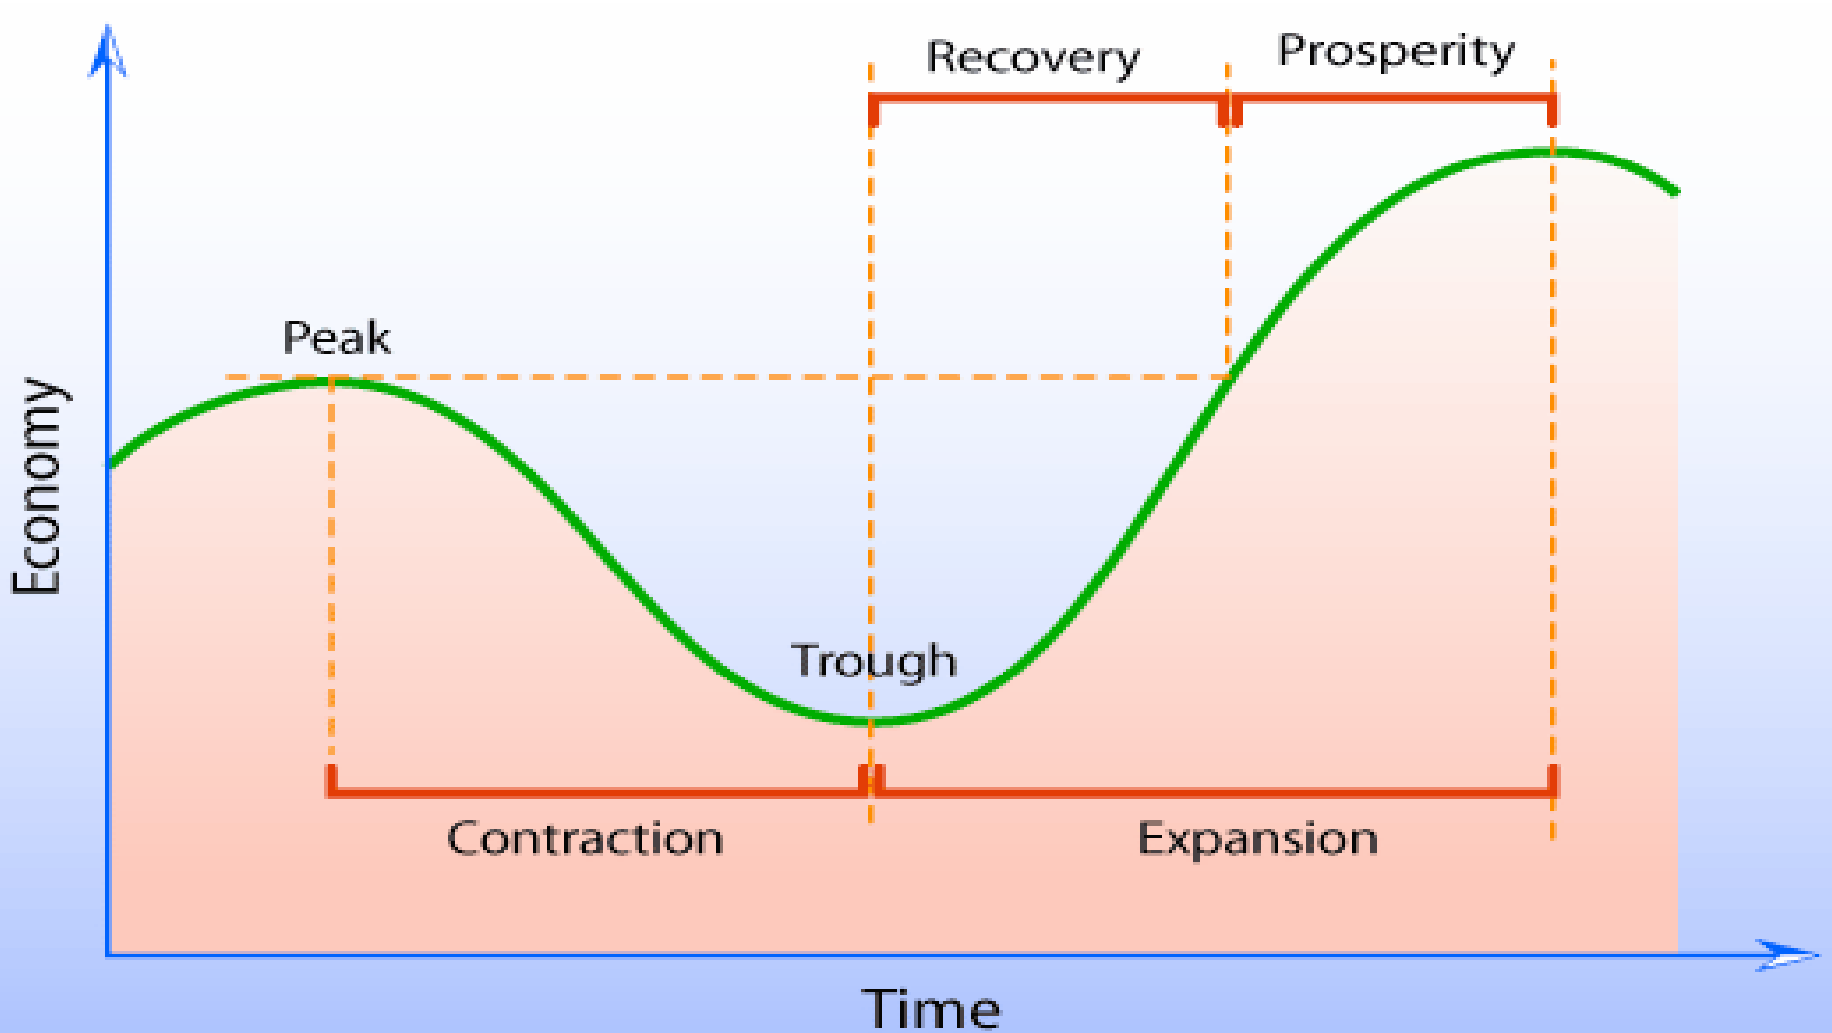 Recovery
Prosperity
Peak
Economy
Trough
Contraction
Expansion
Time